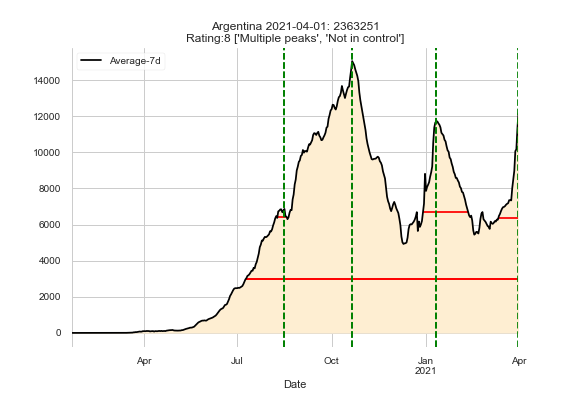 Argentina 2021-04-01: 2363251
Rating:8 ['Multiple peaks', 'Not in control']
Average-7d
14000
12000
10000
8000
6000
4000
2000
0
Apr
Jul
Oct
Jan
2021
Apr
Date